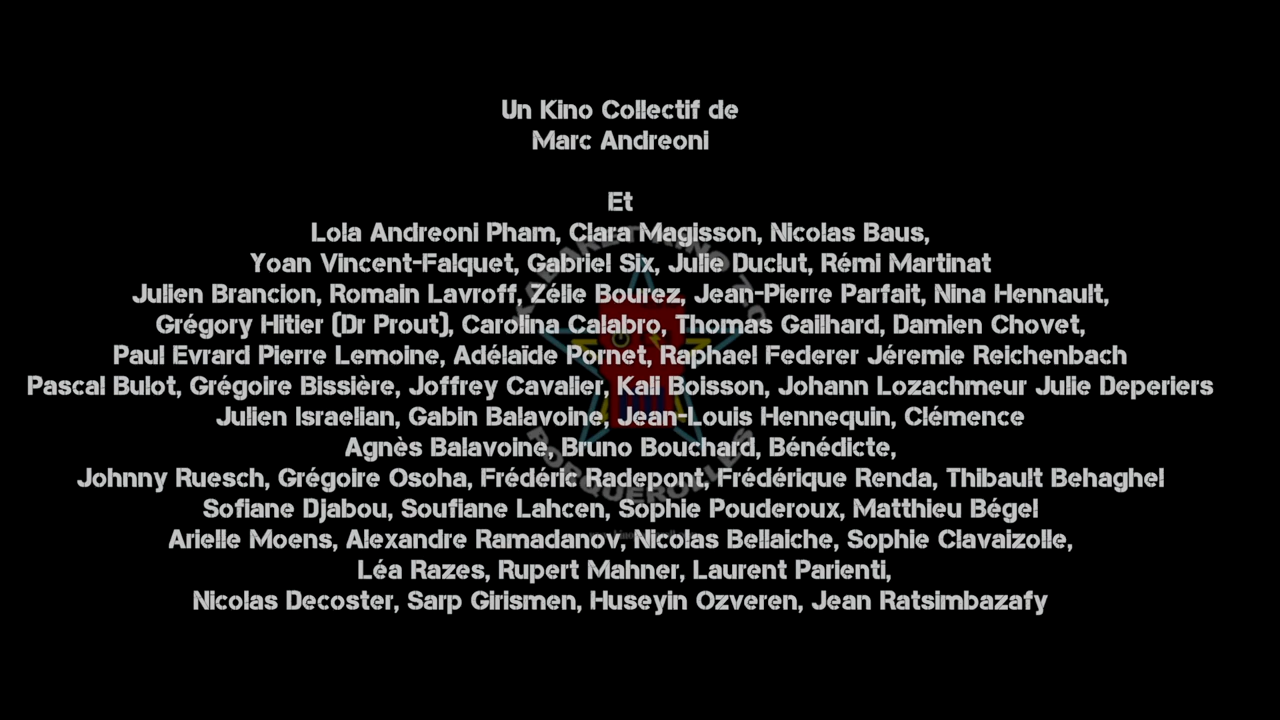 Un Kino Collectif de
Marc Andreoni
Et
Lola Andreoni Pham, Clara Magisson, Nicolas Baus,
Yoan Vincent-Falquet, Gabriel Six, Julie Duclut, Rémi Martinat
Julien Brancion, Romain Lavroff, Zélie Bourez, Jean-Pierre Parfait, Nina Hennault,
Grégory Hitier (Dr Prout), Carolina Calabro, Thomas Gailhard, Damien Chovet,
Paul Evrard Pierre Lemoine, Adélaïde Pornet, Raphael Federer Jéremie Reichenbach
Pascal Bulot, Grégoire Bissière, Joffrey Cavalier, Kali Boisson, Johann Lozachmeur Julie Deperiers
Julien Israelian, Gabin Balavoine, Jean-Louis Hennequin, Clémence
Agnès Balavoine, Bruno Bouchard, Bénédicte,
Johnny Ruesch, Grégoire Osoha, Frédéric Radepont, Frédérique Renda, Thibault Behaghel
Sofiane Djabou, Soufiane Lahcen, Sophie Pouderoux, Matthieu Bégel
Arielle Moens, Alexandre Ramadanov, Nicolas Bellaiche, Sophie Clavaizolle,
Léa Razes, Rupert Mahner, Laurent Parienti,
Nicolas Decoster, Sarp Girismen, Huseyin Ozveren, Jean Ratsimbazafy
PORQUEROLLES